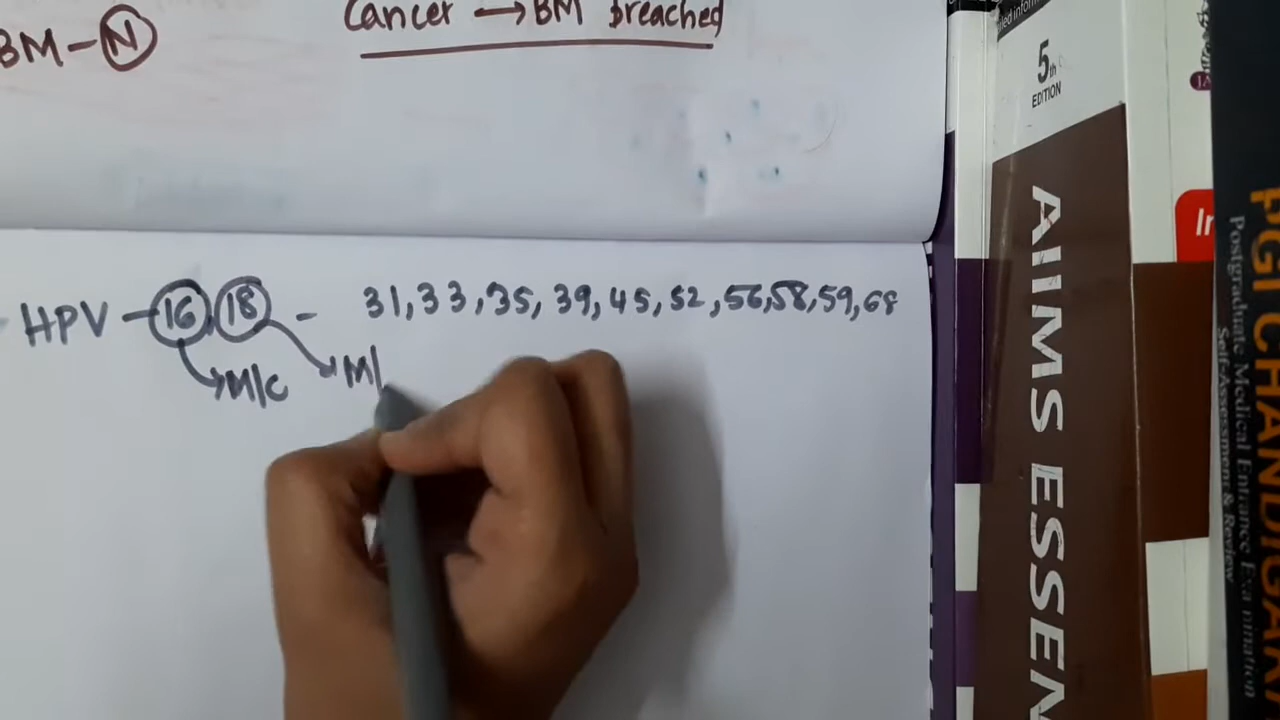 Cancer → BM breached
BM - N
HPV - 16, 18 - 31, 33, 35, 39, 45, 52, 56, 58, 59, 68
M/C
M/
5th
EDITION
AIIMS ESSEN
PGI CHANDIGARH
Postgraduate Medical Entrance Examination
Self-Assessment & Review